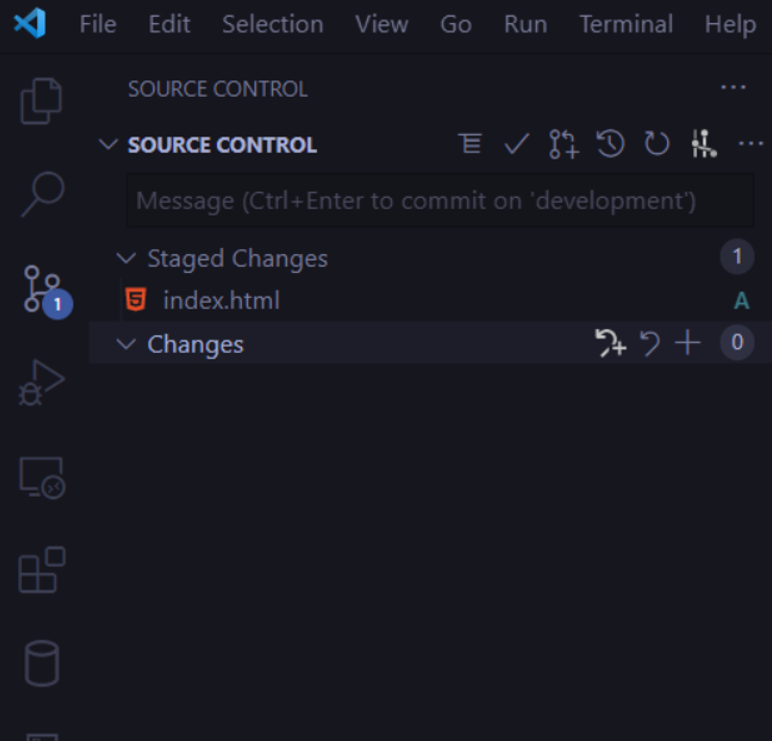 File Edit Selection View Go Run Terminal Help
SOURCE CONTROL
SOURCE CONTROL
Message (Ctrl+Enter to commit on 'development')
Staged Changes 1
index.html A
1
Changes 0